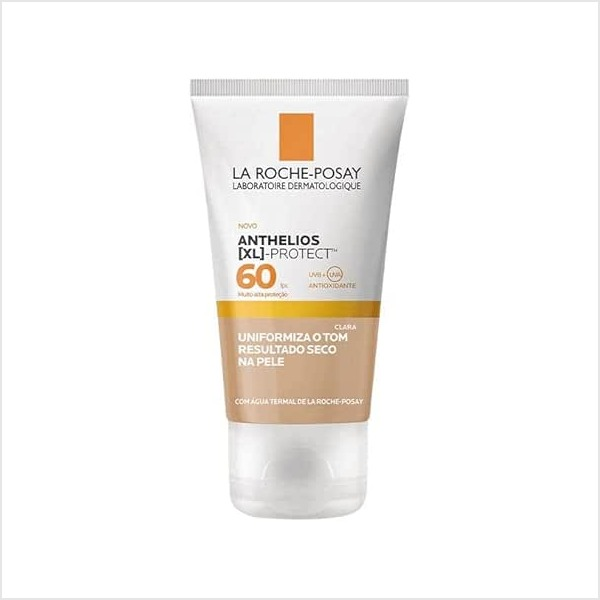 LA ROCHE-POSAY
LABORATOIRE DERMATOLOGIQUE
NOVO
ANTHELIOS
[XL]-PROTECT™
60
Muito alta proteção
UVB + UVA
ANTIOXIDANTE
CLARA
UNIFORMIZA O TOM
RESULTADO SECO
NA PELE
COM ÁGUA TERMAL DE LA ROCHE-POSAY